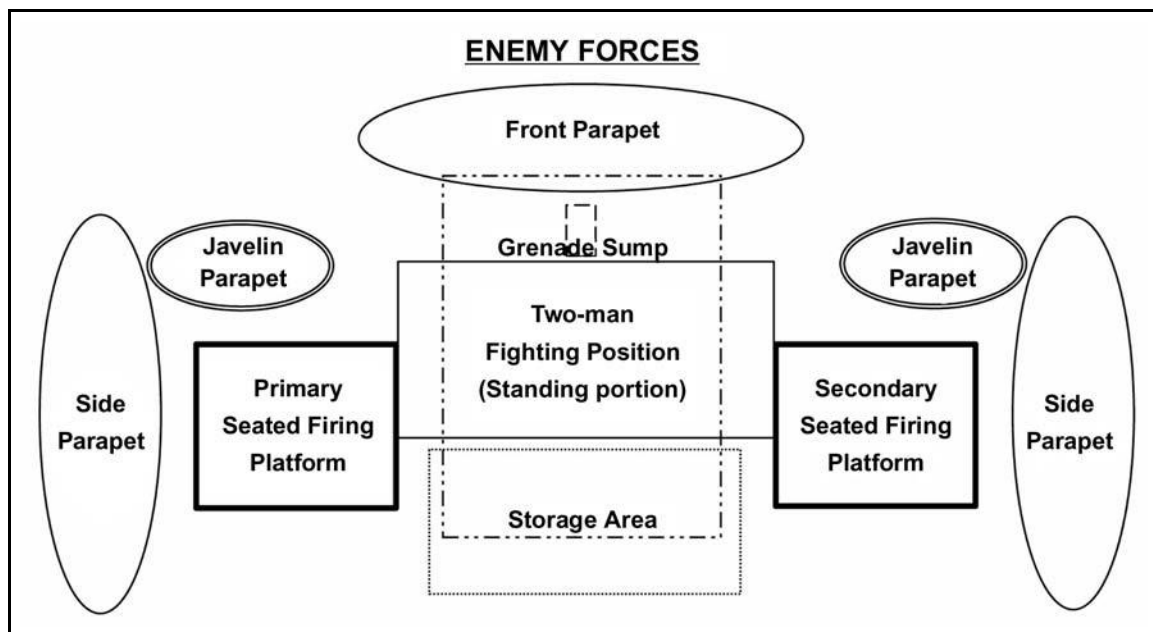 ENEMY FORCES
Front Parapet
Javelin
Parapet
Grenade Sump
Javelin
Parapet
Two-man
Fighting Position
(Standing portion)
Side
Parapet
Primary
Seated Firing
Platform
Secondary
Seated Firing
Platform
Side
Parapet
Storage Area